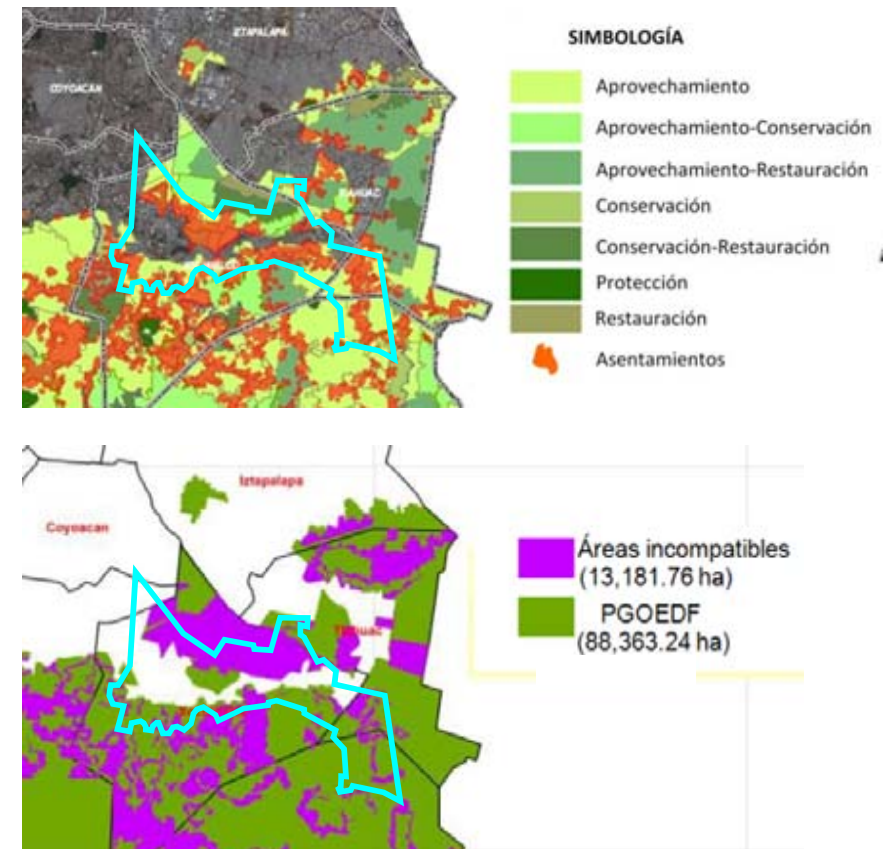 IZTAPALAPA
COYOACAN
SIMBOLOGÍA
Aprovechamiento
Aprovechamiento-Conservación
Aprovechamiento-Restauración
Conservación
Conservación-Restauración
Protección
Restauración
Asentamientos
Iztapalapa
Coyoacan
Áreas incompatibles
(13,181.76 ha)
PGOEDF
(88,363.24 ha)